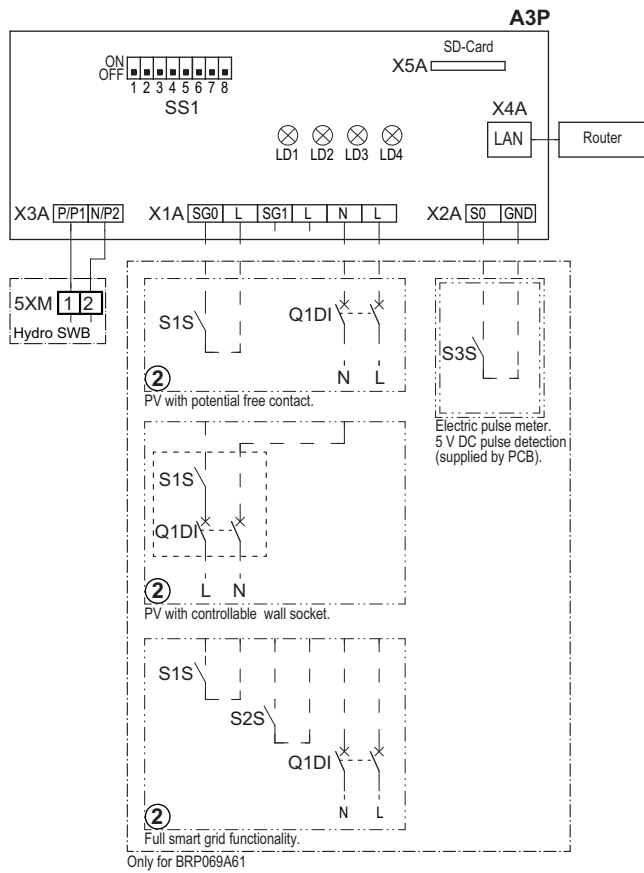 A3P
SD-Card
X5A
ON
OFF
1 2 3 4 5 6 7 8
SS1
X4A
LAN
Router
LD1 LD2 LD3 LD4
X3A P/P1 N/P2
X1A SG0 L SG1 L N L
X2A S0 GND
5XM 1 2
Hydro SWB
S1S
Q1DI
N L
2
PV with potential free contact.
S3S
Electric pulse meter.
5 V DC pulse detection
(supplied by PCB).
S1S
Q1DI
L N
2
PV with controllable wall socket.
S1S
S2S
Q1DI
N L
2
Full smart grid functionality.
Only for BRP069A61